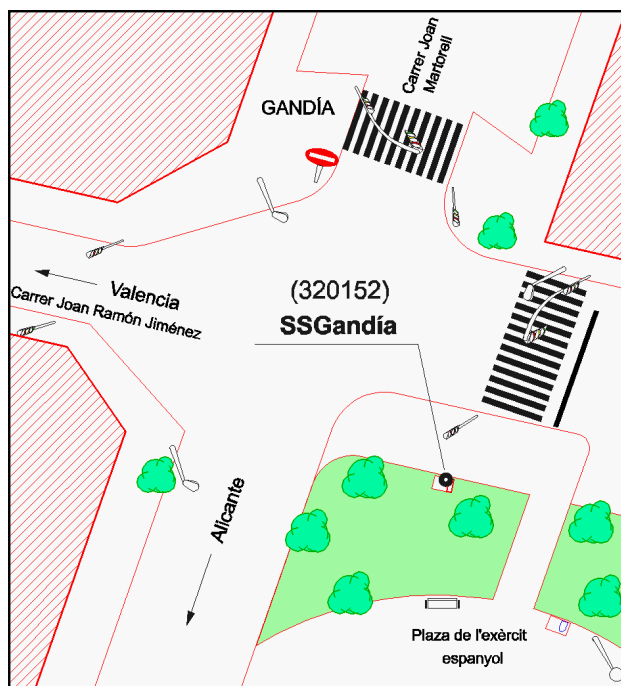 Carrer Joan
Martorell
GANDÍA
Valencia
Carrer Joan Ramón Jiménez
(320152)
SSGandía
Alicante
Plaza de l'exèrcit
espanyol